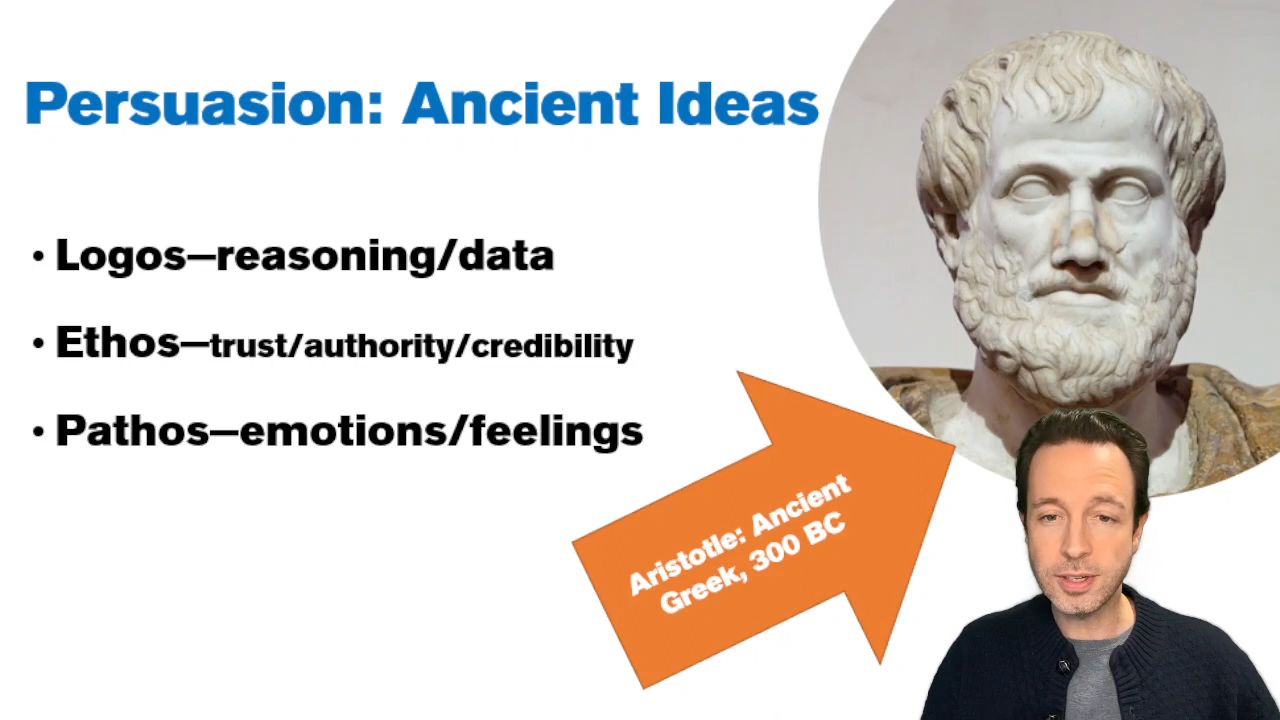 Persuasion: Ancient Ideas
• Logos—reasoning/data
• Ethos—trust/authority/credibility
• Pathos—emotions/feelings
Aristotle: Ancient
Greek, 300 BC